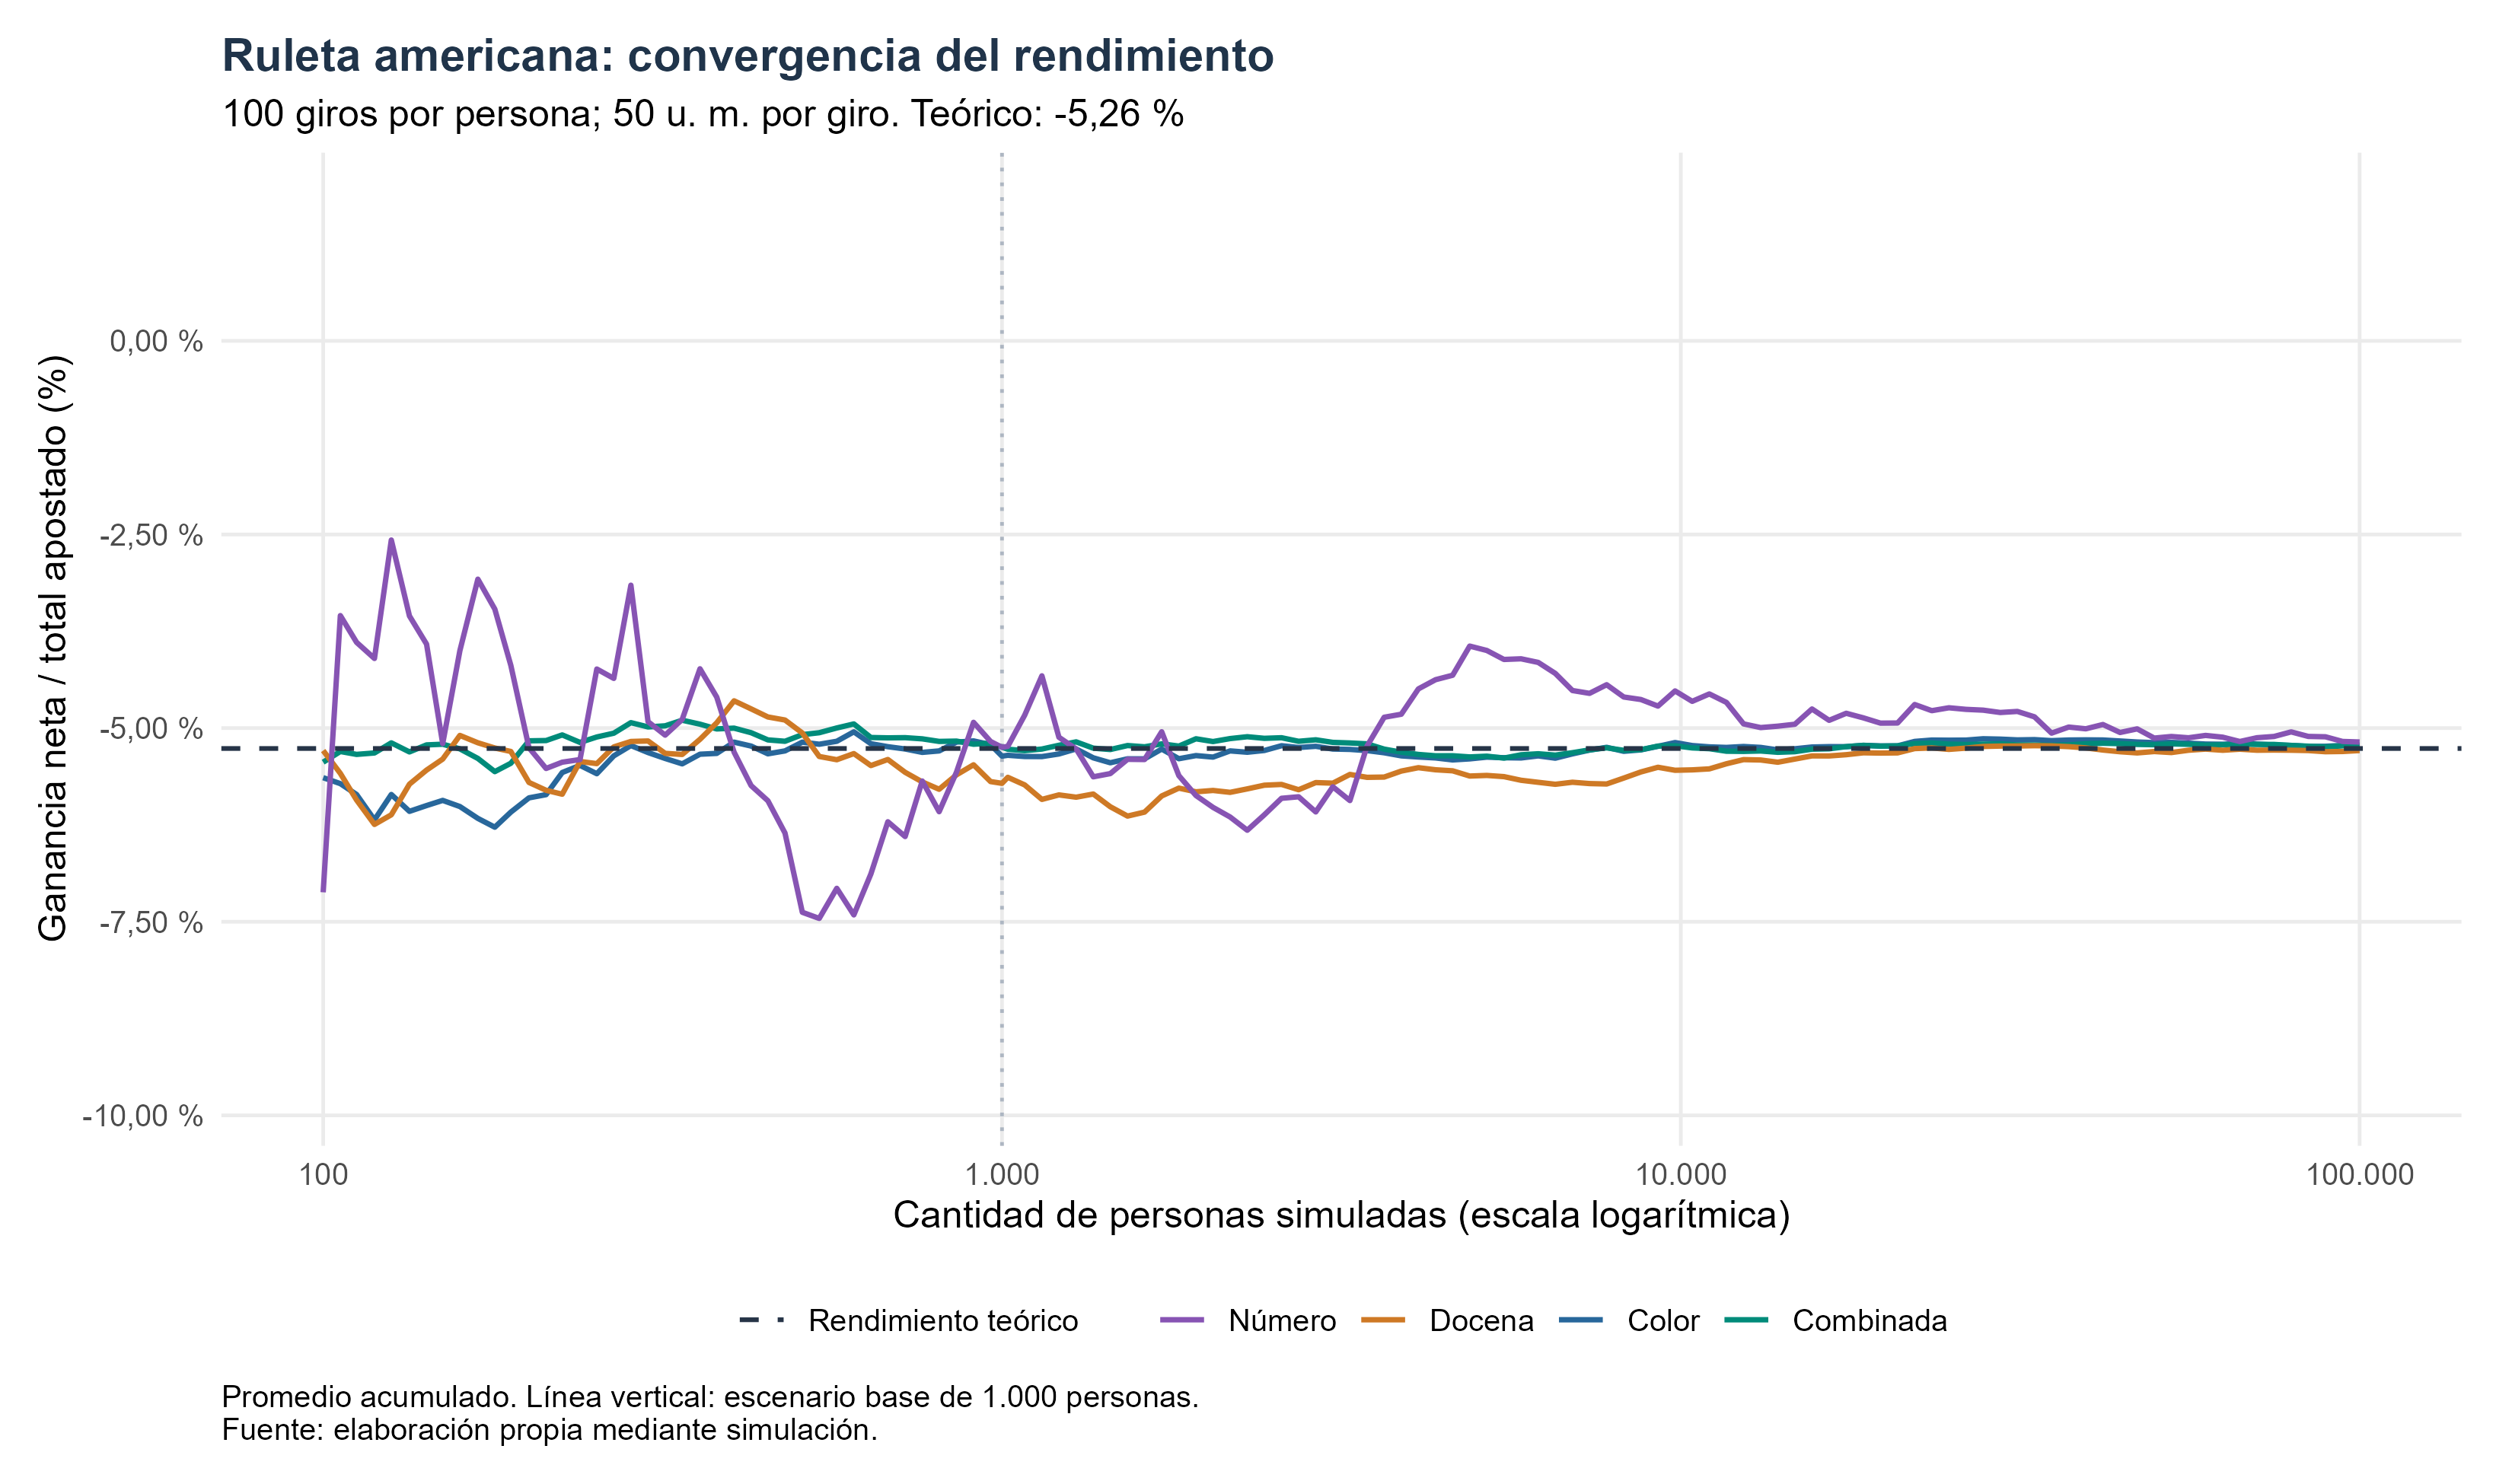 Ruleta americana: convergencia del rendimiento
100 giros por persona; 50 u. m. por giro. Teórico: -5,26 %
Ganancia neta / total apostado (%)
0,00 %
-2,50 %
-5,00 %
-7,50 %
-10,00 %
100
1.000
10.000
100.000
Cantidad de personas simuladas (escala logarítmica)
Rendimiento teórico
Número
Docena
Color
Combinada
Promedio acumulado. Línea vertical: escenario base de 1.000 personas.
Fuente: elaboración propia mediante simulación.